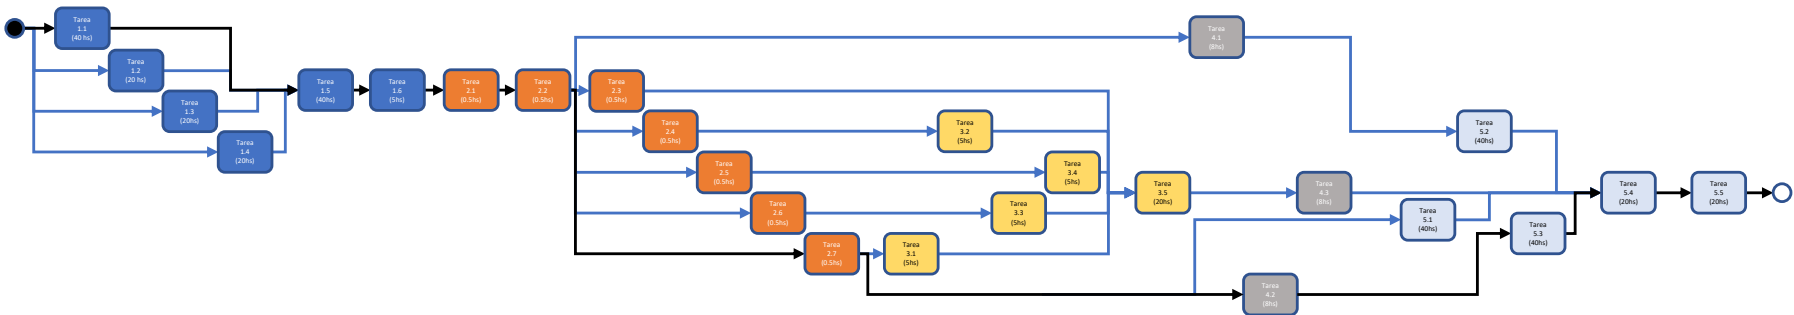 Tarea
1.1
(40 hs)
Tarea
1.2
(20 hs)
Tarea
1.3
(20hs)
Tarea
1.4
(20hs)
Tarea
1.5
(40hs)
Tarea
1.6
(5hs)
Tarea
2.1
(0.5hs)
Tarea
2.2
(0.5hs)
Tarea
2.3
(0.5hs)
Tarea
2.4
(0.5hs)
Tarea
2.5
(0.5hs)
Tarea
2.6
(0.5hs)
Tarea
2.7
(0.5hs)
Tarea
3.1
(5hs)
Tarea
3.2
(5hs)
Tarea
3.3
(5hs)
Tarea
3.4
(5hs)
Tarea
3.5
(20hs)
Tarea
4.1
(8hs)
Tarea
4.2
(8hs)
Tarea
4.3
(8hs)
Tarea
5.1
(40hs)
Tarea
5.2
(40hs)
Tarea
5.3
(40hs)
Tarea
5.4
(20hs)
Tarea
5.5
(20hs)